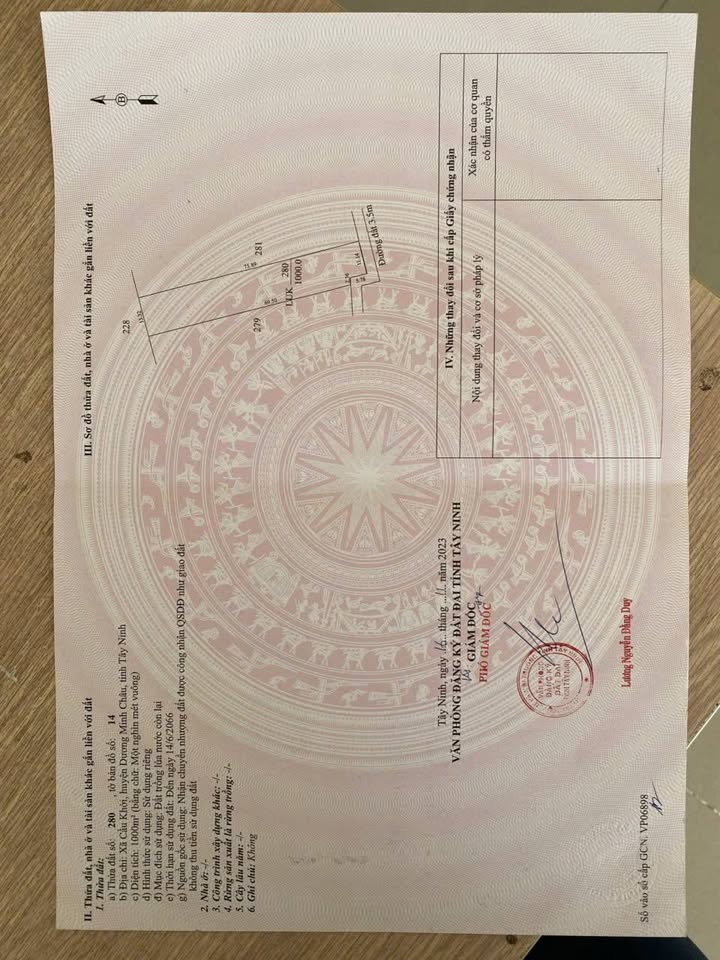 II. Thửa đất, nhà ở và tài sản khác gắn liền với đất
1. Thửa đất:
a) Thửa đất số: 280 , tờ bản đồ số: 14
b) Địa chỉ: Xã Cầu Khởi, huyện Dương Minh Châu, tỉnh Tây Ninh
c) Diện tích: 1000m² (bằng chữ: Một nghìn mét vuông)
d) Hình thức sử dụng: Sử dụng riêng
đ) Mục đích sử dụng: Đất trồng lúa nước còn lại
e) Thời hạn sử dụng đất: Đến ngày 14/6/2066
g) Nguồn gốc sử dụng: Nhận chuyển nhượng đất được công nhận QSDĐ như giao đất
không thu tiền sử dụng đất
2. Nhà ở: -/-
3. Công trình xây dựng khác: -/-
4. Rừng sản xuất là rừng trồng: -/-
5. Cây lâu năm: -/-
6. Ghi chú: Không
Tây Ninh, ngày 16 tháng 11 năm 2023
VĂN PHÒNG ĐĂNG KÝ ĐẤT ĐAI TỈNH TÂY NINH
GIÁM ĐỐC
PHÓ GIÁM ĐỐC
VĂN PHÒNG
ĐĂNG KÝ
ĐẤT ĐAI
Lương Nguyễn Đăng Duy
Số vào sổ cấp GCN. VP06898
III. Sơ đồ thửa đất, nhà ở và tài sản khác gắn liền với đất
B
228
279
LUK
280
1000.0
281
Đường đất 3.5m
IV. Những thay đổi sau khi cấp Giấy chứng nhận
Nội dung thay đổi và cơ sở pháp lý
Xác nhận của cơ quan
có thẩm quyền